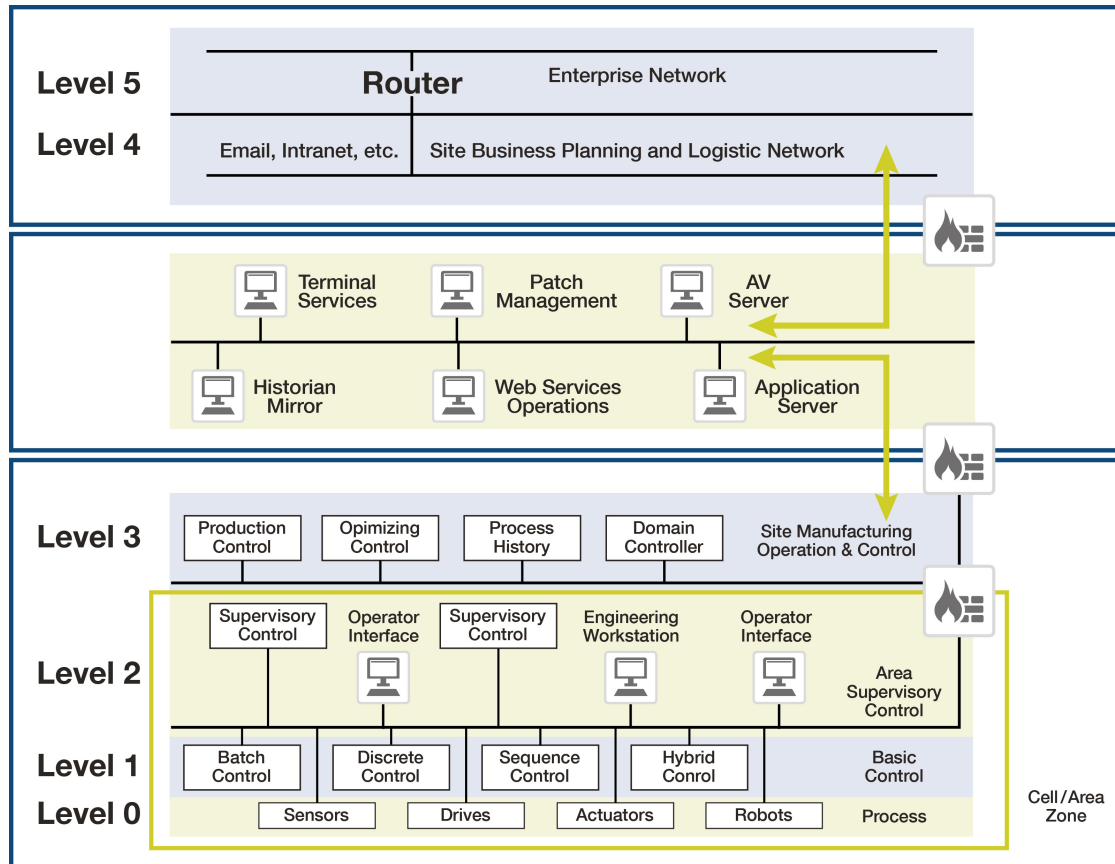 Level 5
Router
Enterprise Network
Level 4
Email, Intranet, etc.
Site Business Planning and Logistic Network
Terminal
Services
Patch
Management
AV
Server
Historian
Mirror
Web Services
Operations
Application
Server
Level 3
Production
Control
Opimizing
Control
Process
History
Domain
Controller
Site Manufacturing
Operation & Control
Level 2
Supervisory
Control
Operator
Interface
Supervisory
Control
Engineering
Workstation
Operator
Interface
Area
Supervisory
Control
Level 1
Batch
Control
Discrete
Control
Sequence
Control
Hybrid
Conrol
Basic
Control
Level 0
Sensors
Drives
Actuators
Robots
Process
Cell/Area
Zone